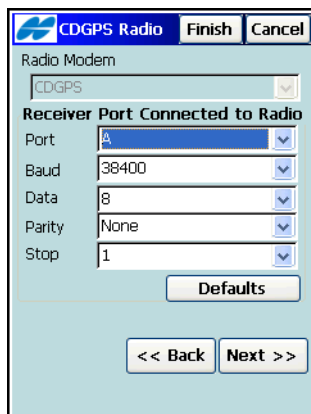 CDGPS Radio Finish Cancel
Radio Modem
CDGPS
Receiver Port Connected to Radio
Port A
Baud 38400
Data 8
Parity None
Stop 1
Defaults
<< Back Next >>